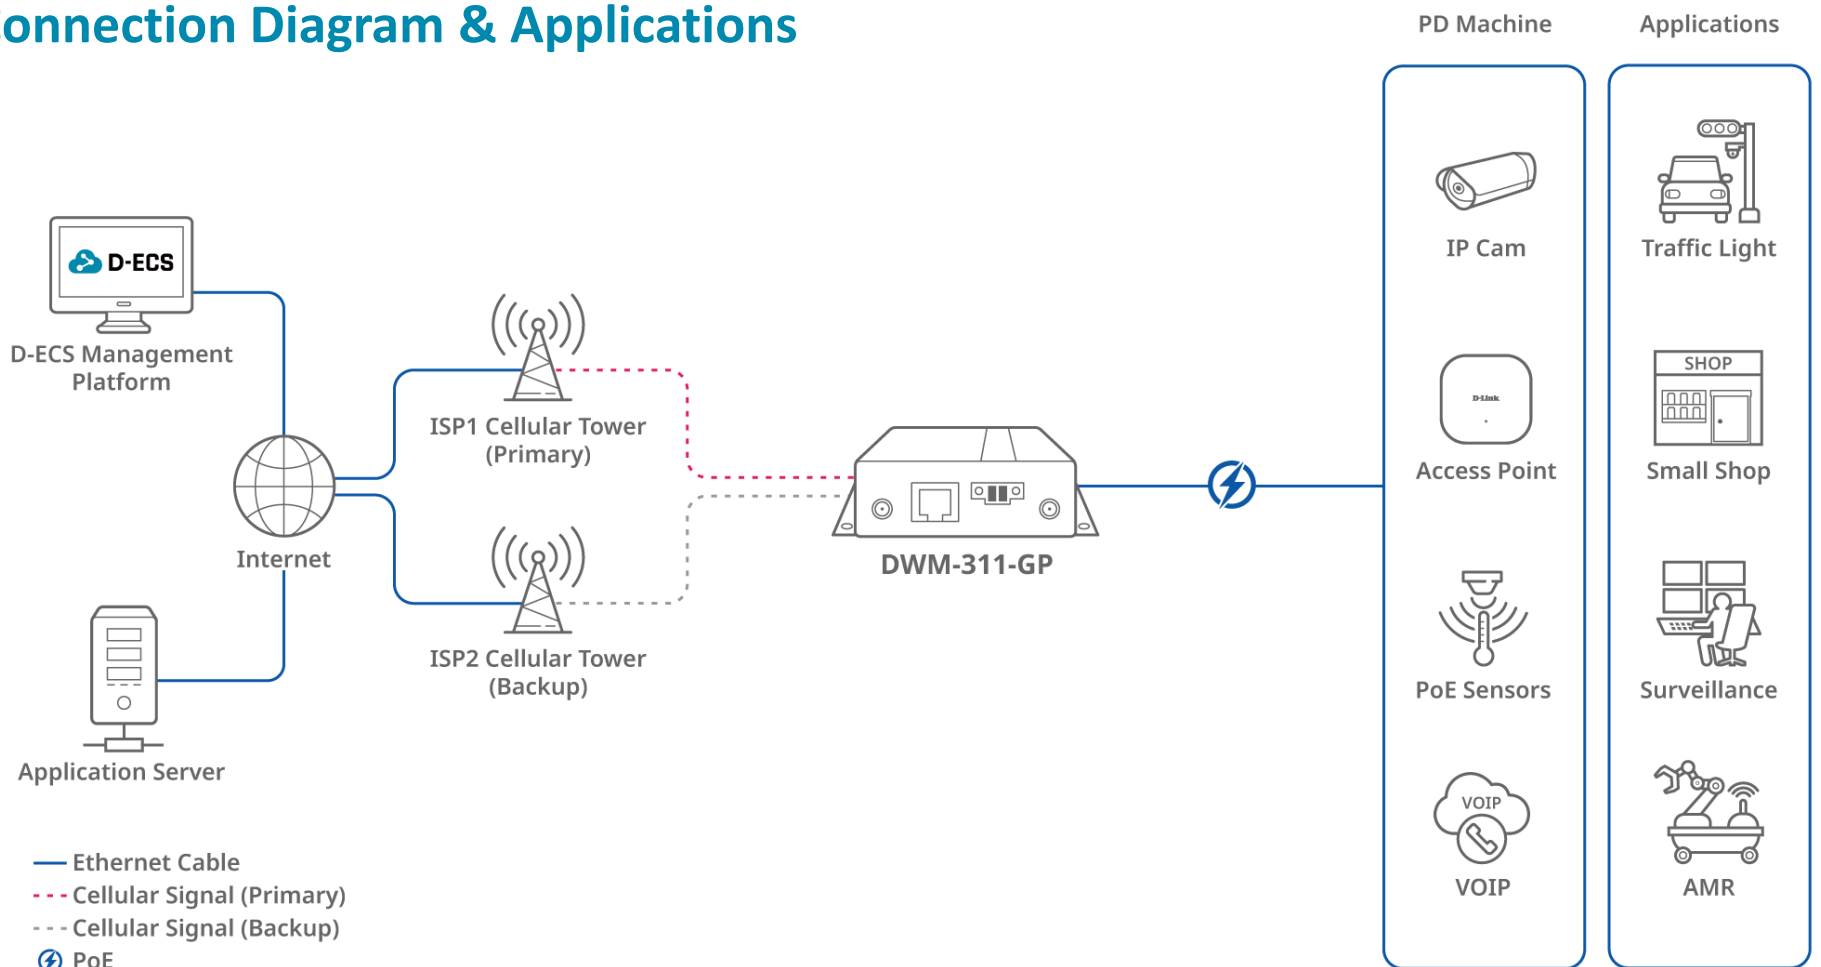 onnection Diagram & Applications
PD Machine
Applications
D-ECS
D-ECS Management
Platform
Internet
Application Server
ISP1 Cellular Tower
(Primary)
ISP2 Cellular Tower
(Backup)
DWM-311-GP
IP Cam
Traffic Light
D-Link
Access Point
SHOP
Small Shop
PoE Sensors
Surveillance
VOIP
VOIP
AMR
Ethernet Cable
Cellular Signal (Primary)
Cellular Signal (Backup)
PoE